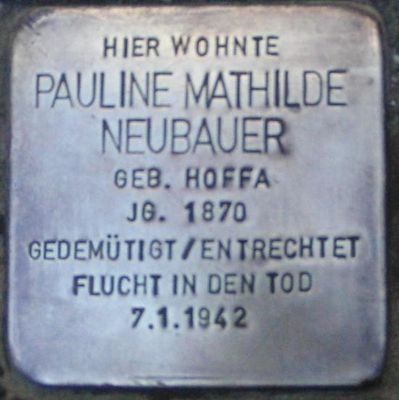 HIER WOHNTE
PAULINE MATHILDE
NEUBAUER
GEB. HOFFA
JG. 1870
GEDEMÜTIGT/ENTRECHTET
FLUCHT IN DEN TOD
7.1.1942